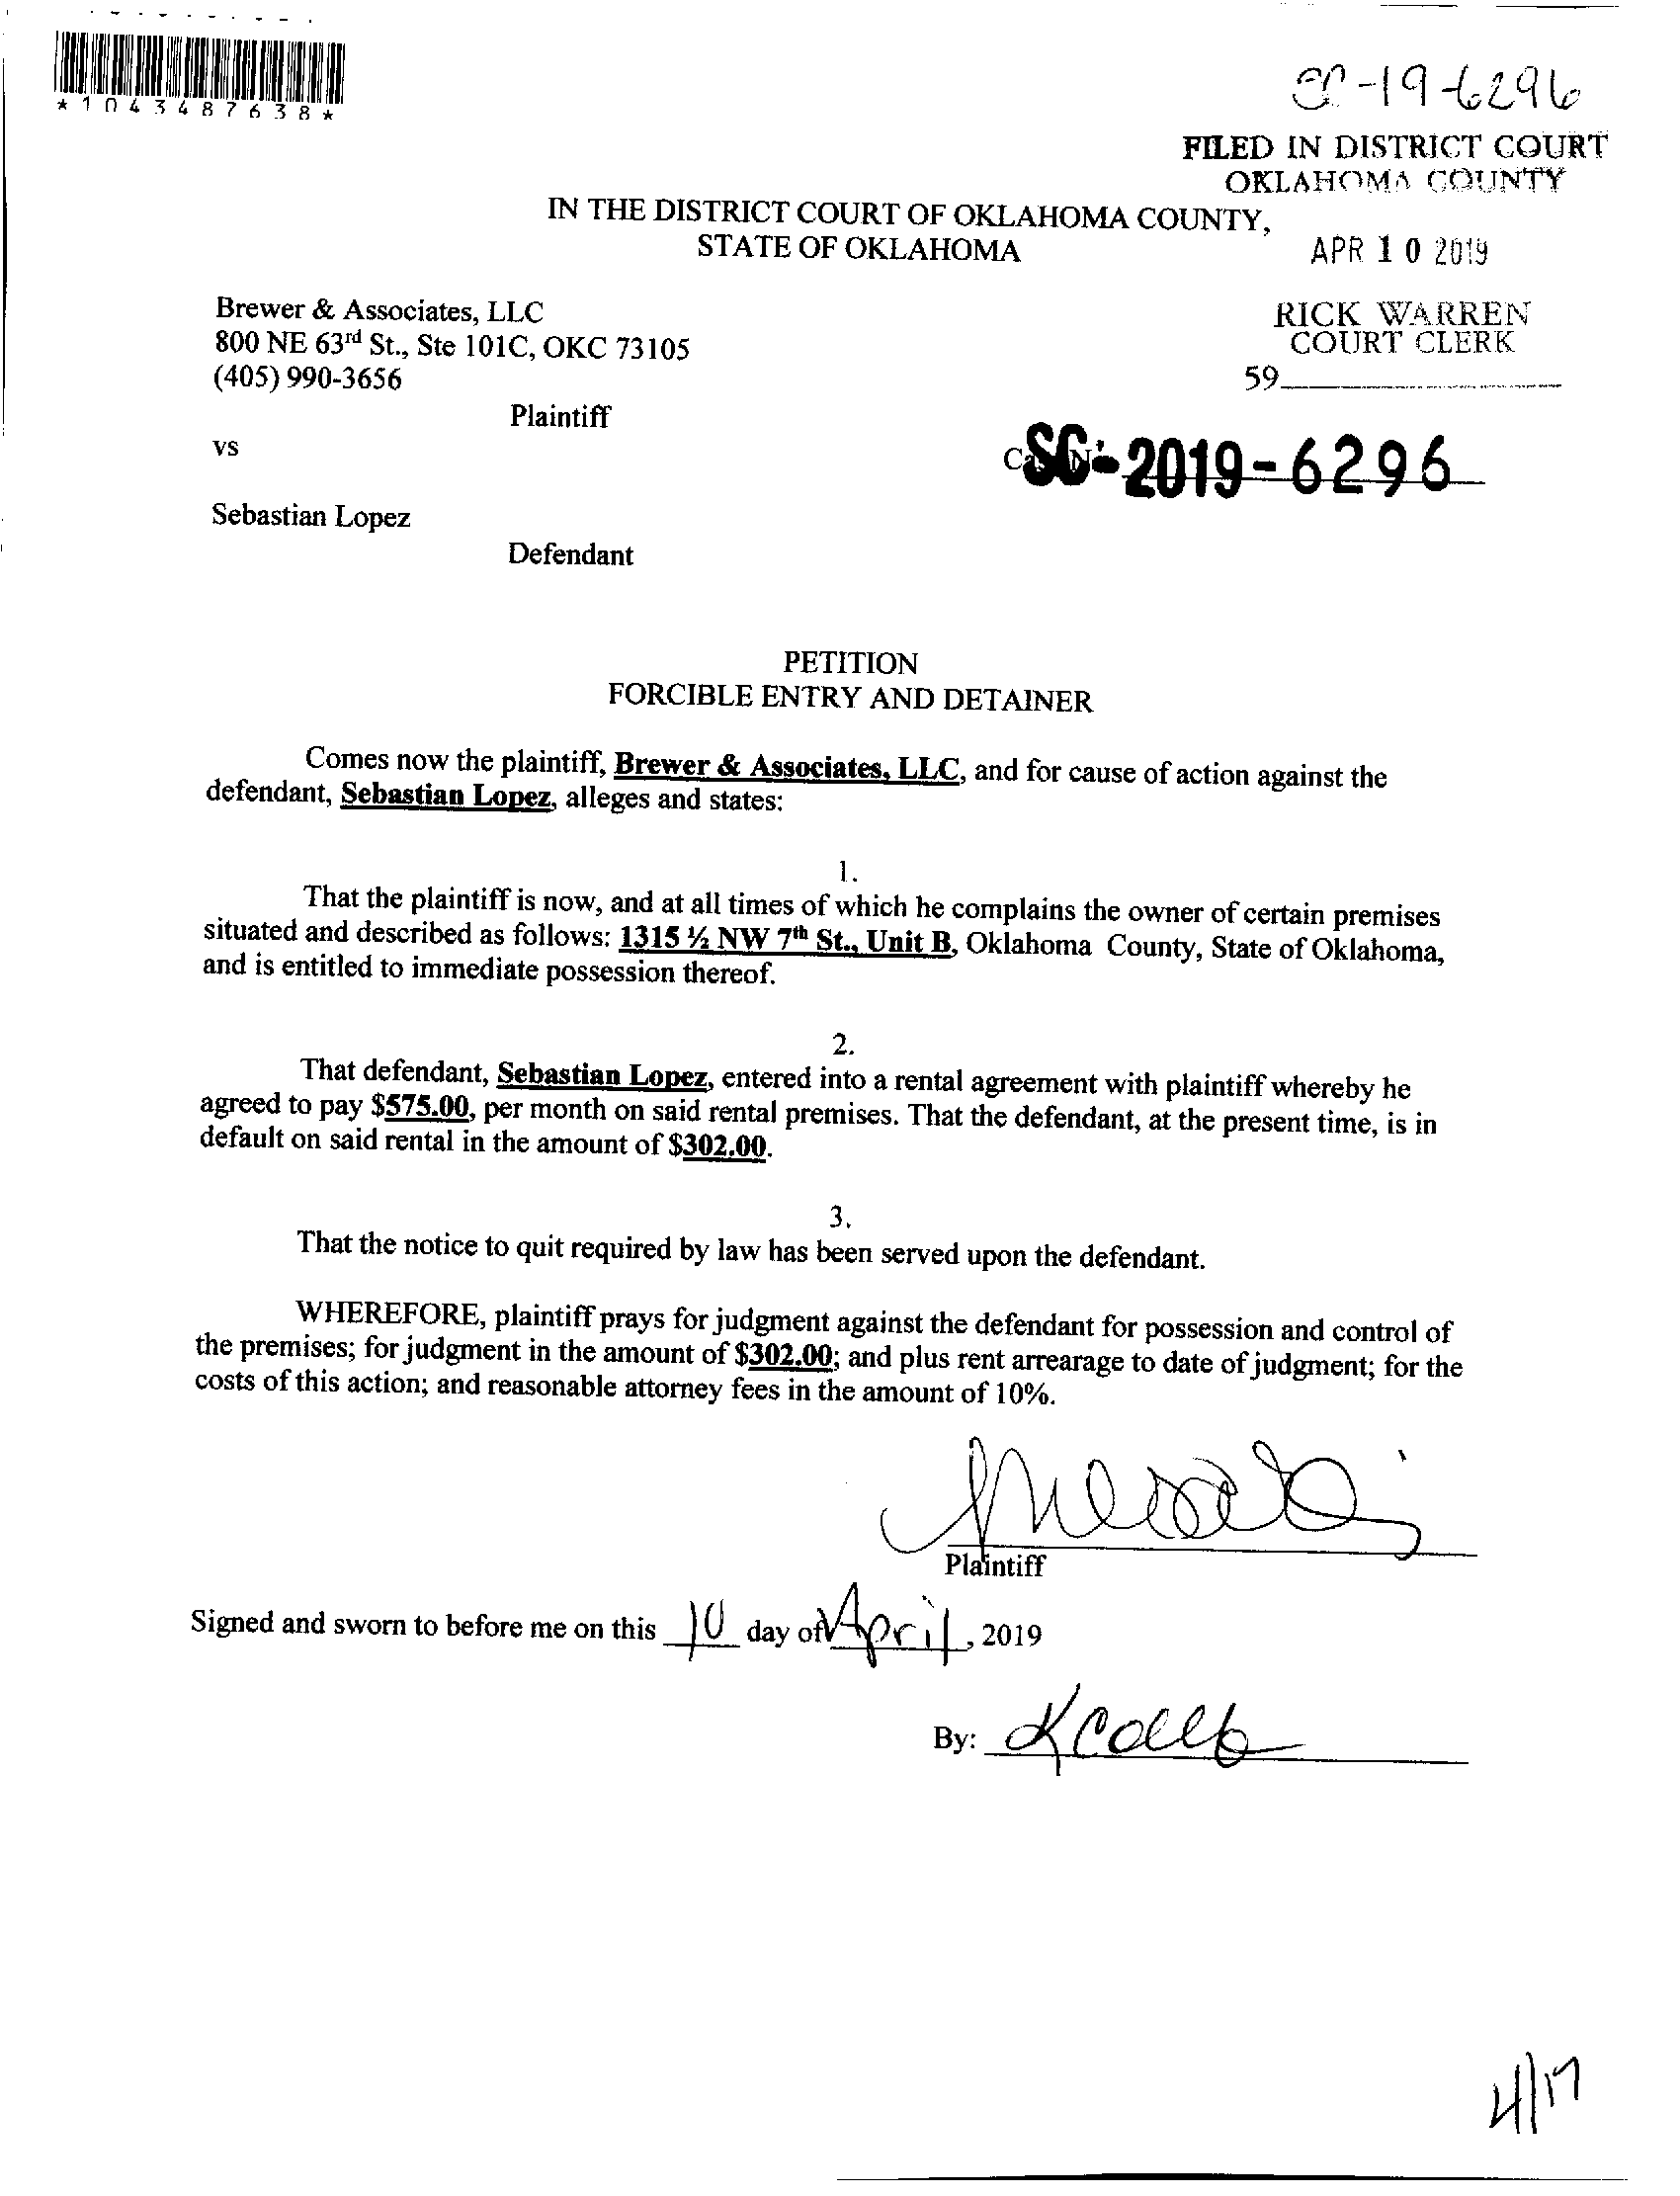 *1043487638*
SC-19-6296
FILED IN DISTRICT COURT
OKLAHOMA COUNTY
IN THE DISTRICT COURT OF OKLAHOMA COUNTY,
STATE OF OKLAHOMA
APR 10 2019
Brewer & Associates, LLC
800 NE 63rd St., Ste 101C, OKC 73105
(405) 990-3656
RICK WARREN
COURT CLERK
59
Plaintiff
vs
SC-2019-6296
Sebastian Lopez
Defendant
PETITION
FORCIBLE ENTRY AND DETAINER
Comes now the plaintiff, Brewer & Associates, LLC, and for cause of action against the
defendant, Sebastian Lopez, alleges and states:
1.
That the plaintiff is now, and at all times of which he complains the owner of certain premises
situated and described as follows: 1315 ½ NW 7th St., Unit B, Oklahoma County, State of Oklahoma,
and is entitled to immediate possession thereof.
2.
That defendant, Sebastian Lopez, entered into a rental agreement with plaintiff whereby he
agreed to pay $575.00, per month on said rental premises. That the defendant, at the present time, is in
default on said rental in the amount of $302.00.
3.
That the notice to quit required by law has been served upon the defendant.
WHEREFORE, plaintiff prays for judgment against the defendant for possession and control of
the premises; for judgment in the amount of $302.00; and plus rent arrearage to date of judgment; for the
costs of this action; and reasonable attorney fees in the amount of 10%.
Plaintiff
Signed and sworn to before me on this 10 day of April, 2019
By:
4/17